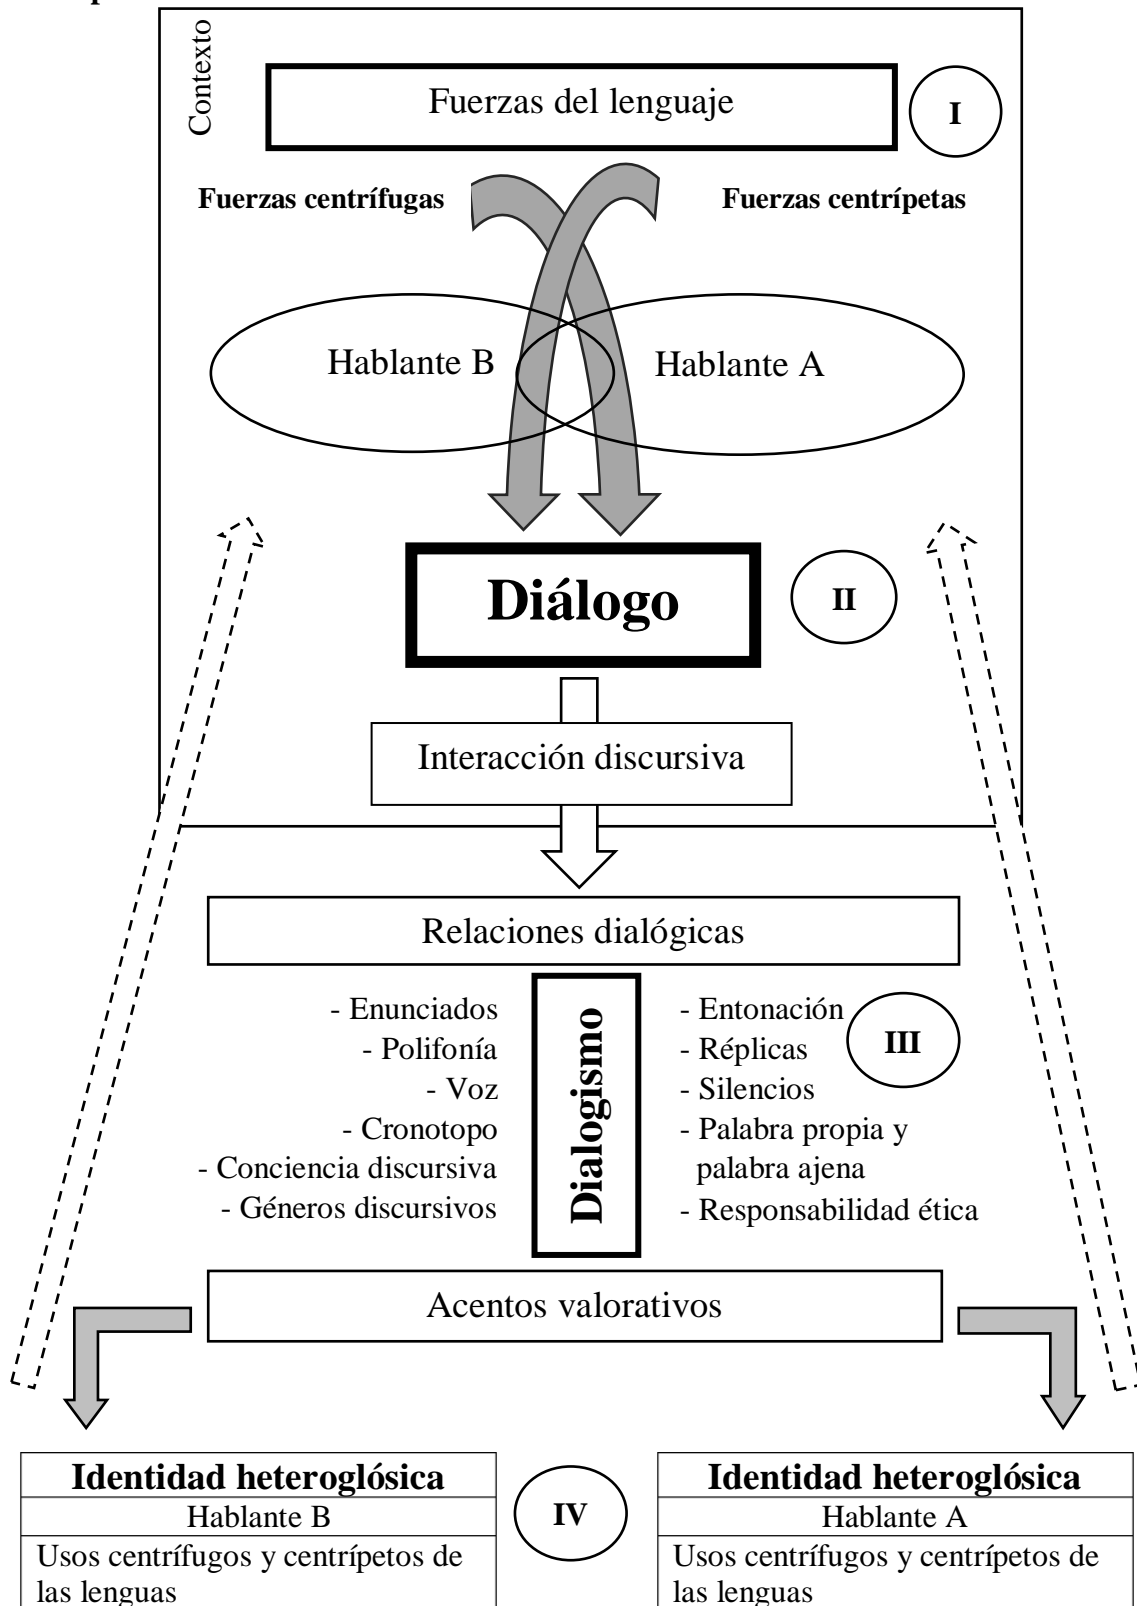 Contexto
Fuerzas del lenguaje
I
Fuerzas centrífugas
Fuerzas centrípetas
Hablante B
Hablante A
Diálogo
II
Interacción discursiva
Relaciones dialógicas
- Enunciados
- Polifonía
- Voz
- Cronotopo
- Conciencia discursiva
- Géneros discursivos
Dialogismo
- Entonación
- Réplicas
- Silencios
- Palabra propia y
palabra ajena
- Responsabilidad ética
III
Acentos valorativos
Identidad heteroglósica
Hablante B
Usos centrífugos y centrípetos de
las lenguas
IV
Identidad heteroglósica
Hablante A
Usos centrífugos y centrípetos de
las lenguas